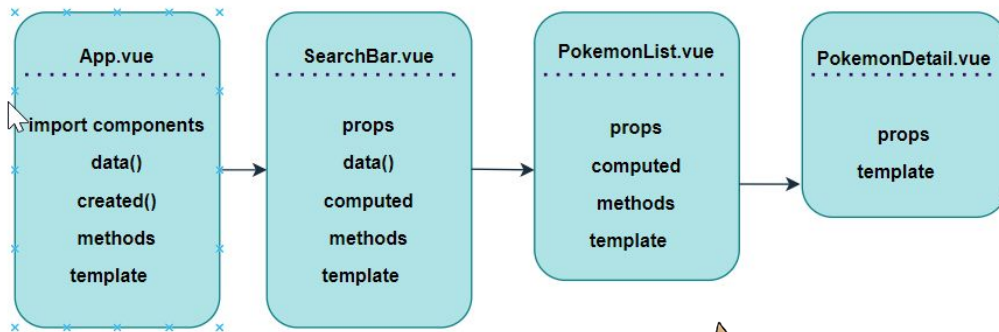 App.vue
import components
data()
created()
methods
template
SearchBar.vue
props
data()
computed
methods
template
PokemonList.vue
props
computed
methods
template
PokemonDetail.vue
props
template